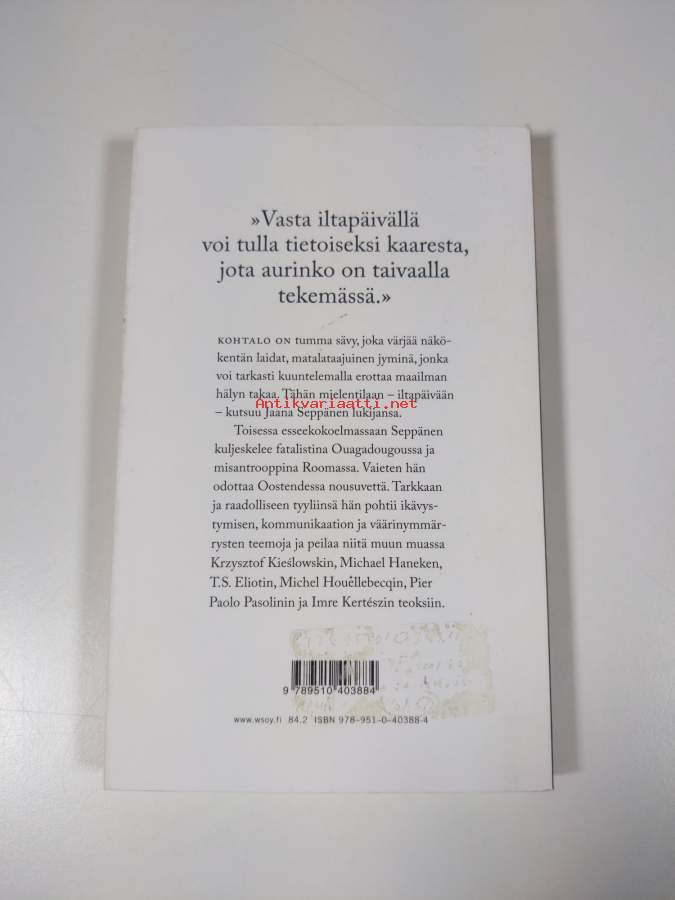 »Vasta iltapäivällä
voi tulla tietoiseksi kaaresta,
jota aurinko on taivaalla
tekemässä.»
KOHTALO ON tumma sävy, joka värjää näkö-
kentän laidat, matalataajuinen jyminä, jonka
voi tarkasti kuuntelemalla erottaa maailman
hälyn takaa. Tähän mielentilaan – iltapäivään
Antikvariaatti.net
– kutsuu Jaana Seppänen lukijansa.
Toisessa esseekokoelmassaan Seppänen
kuljeskelee fatalistina Ouagadougoussa ja
misantrooppina Roomassa. Vaieten hän
odottaa Oostendessa nousuvettä. Tarkkaan
ja raadolliseen tyyliinsä hän pohtii ikävys-
tymisen, kommunikaation ja väärinymmär-
rysten teemoja ja peilaa niitä muun muassa
Krzysztof Kieślowskin, Michael Haneken,
T.S. Eliotin, Michel Houellebecqin, Pier
Paolo Pasolinin ja Imre Kertészin teoksiin.
9 789510 403884
www.wsoy.fi 84.2 ISBN 978-951-0-40388-4